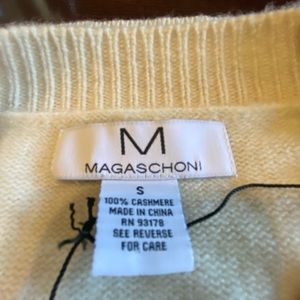 M
MAGASCHONI
S
100% CASHMERE
MADE IN CHINA
RN 93178
SEE REVERSE
FOR CARE